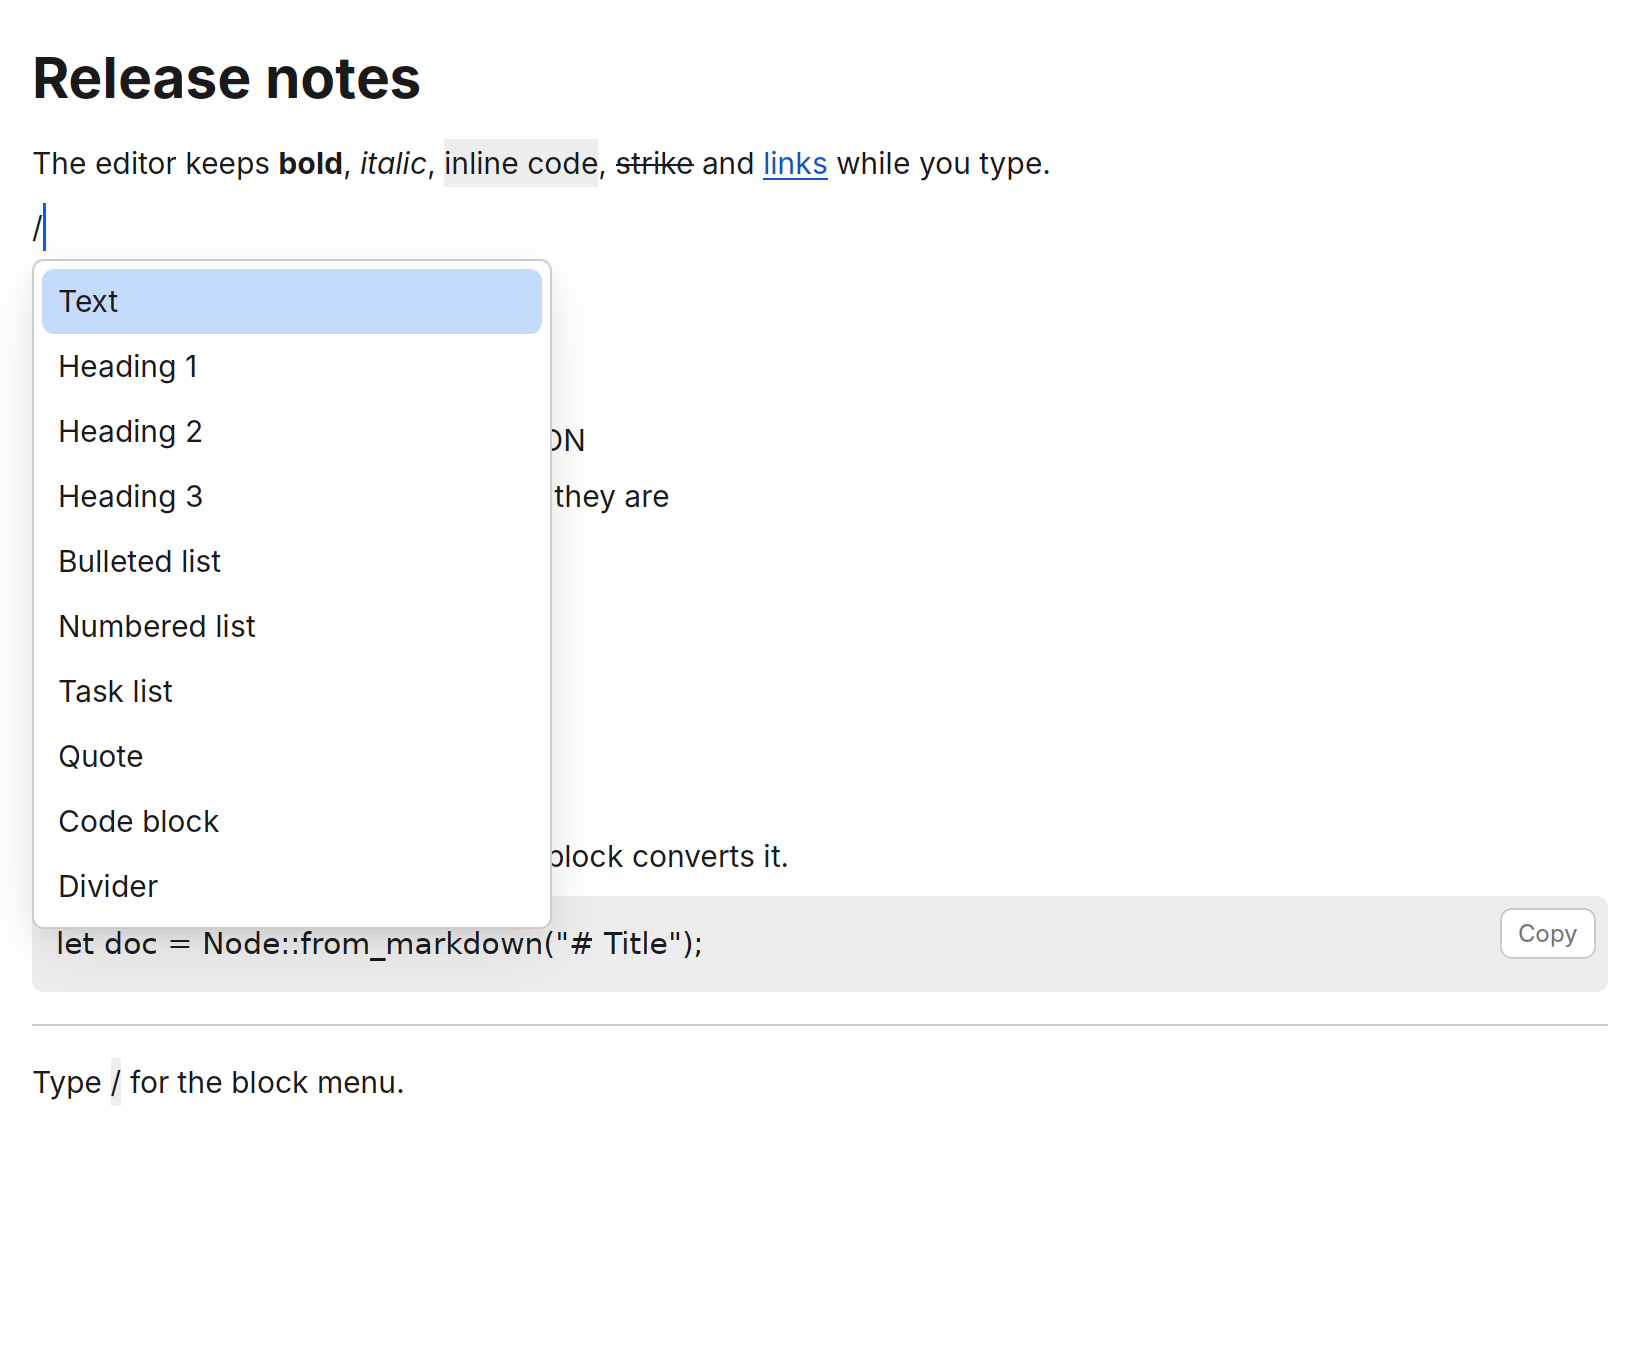 Release notes
The editor keeps bold, italic, inline code, strike and links while you type.
/
Text
Heading 1
Heading 2
Heading 3
they are
Bulleted list
Numbered list
Task list
Quote
Code block
block converts it.
Divider
let doc = Node::from_markdown("# Title");
Copy
Type / for the block menu.